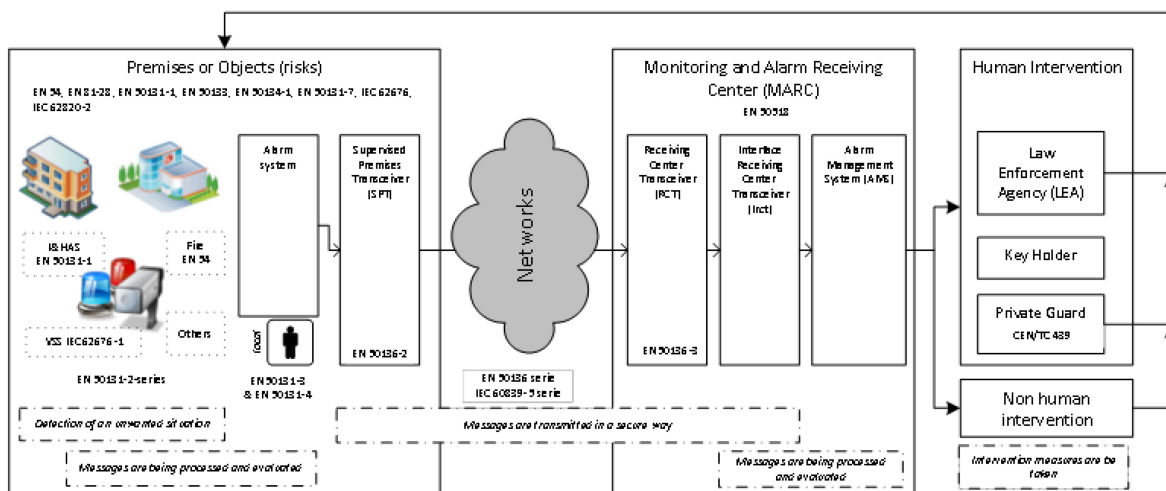 Premises or Objects (risks)
EN 54, EN 81-28, EN 50131-1, EN 50133, EN 50134-1, EN 50131-7, IEC 62676,
IEC 62820-2
I&HAS
EN 50131-1
Fire
EN 54
VSS IEC62676-1
Others
EN 50131-2-series
Alarm
system
local
EN 50131-3
& EN 50131-4
Supervised
Premises
Transceiver
(SPT)
EN 50136-2
Detection of an unwanted situation
Messages are being processed and evaluated
Networks
EN 50136 serie
IEC 60839-5 serie
Messages are transmitted in a secure way
Monitoring and Alarm Receiving
Center (MARC)
EN 50518
Receiving
Center
Transceiver
(RCT)
EN 50136-3
Interface
Receiving
Center
Transceiver
(Irct)
Alarm
Management
System (AMS)
Messages are being processed
and evaluated
Human Intervention
Law
Enforcement
Agency (LEA)
Key Holder
Private Guard
CEN/TC 439
Non human
intervention
Intervention measures are be
taken